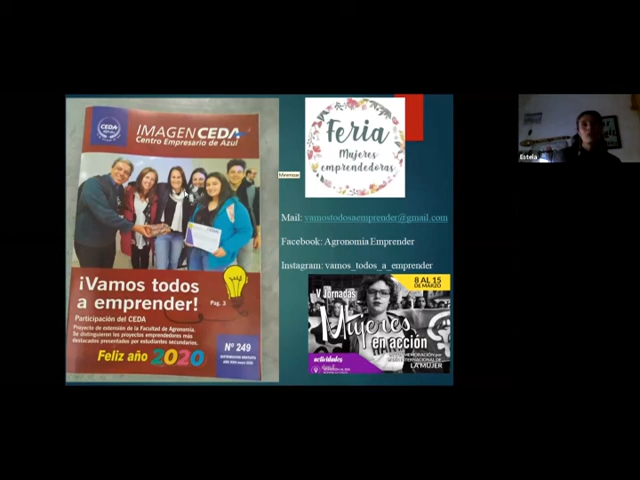 CEDA
IMAGEN CEDA
Centro Empresario de Azul
¡Vamos todos
a emprender!
Pag. 3
Participación del CEDA
Proyecto de extensión de la Facultad de Agronomía.
Se distinguieron los proyectos emprendedores más
destacados presentados por estudiantes secundarios.
Feliz año 2020
Nº 249
DISTRIBUCION GRATUITA
Feria
Mujeres
emprendedoras
Mail: vamostodosaemprender@gmail.com
Facebook: Agronomia Emprender
Instagram: vamos_todos_a_emprender
8 AL 15
DE MARZO
V Jornadas
Mujeres
en acción
actividades
LA MUJER
Estela